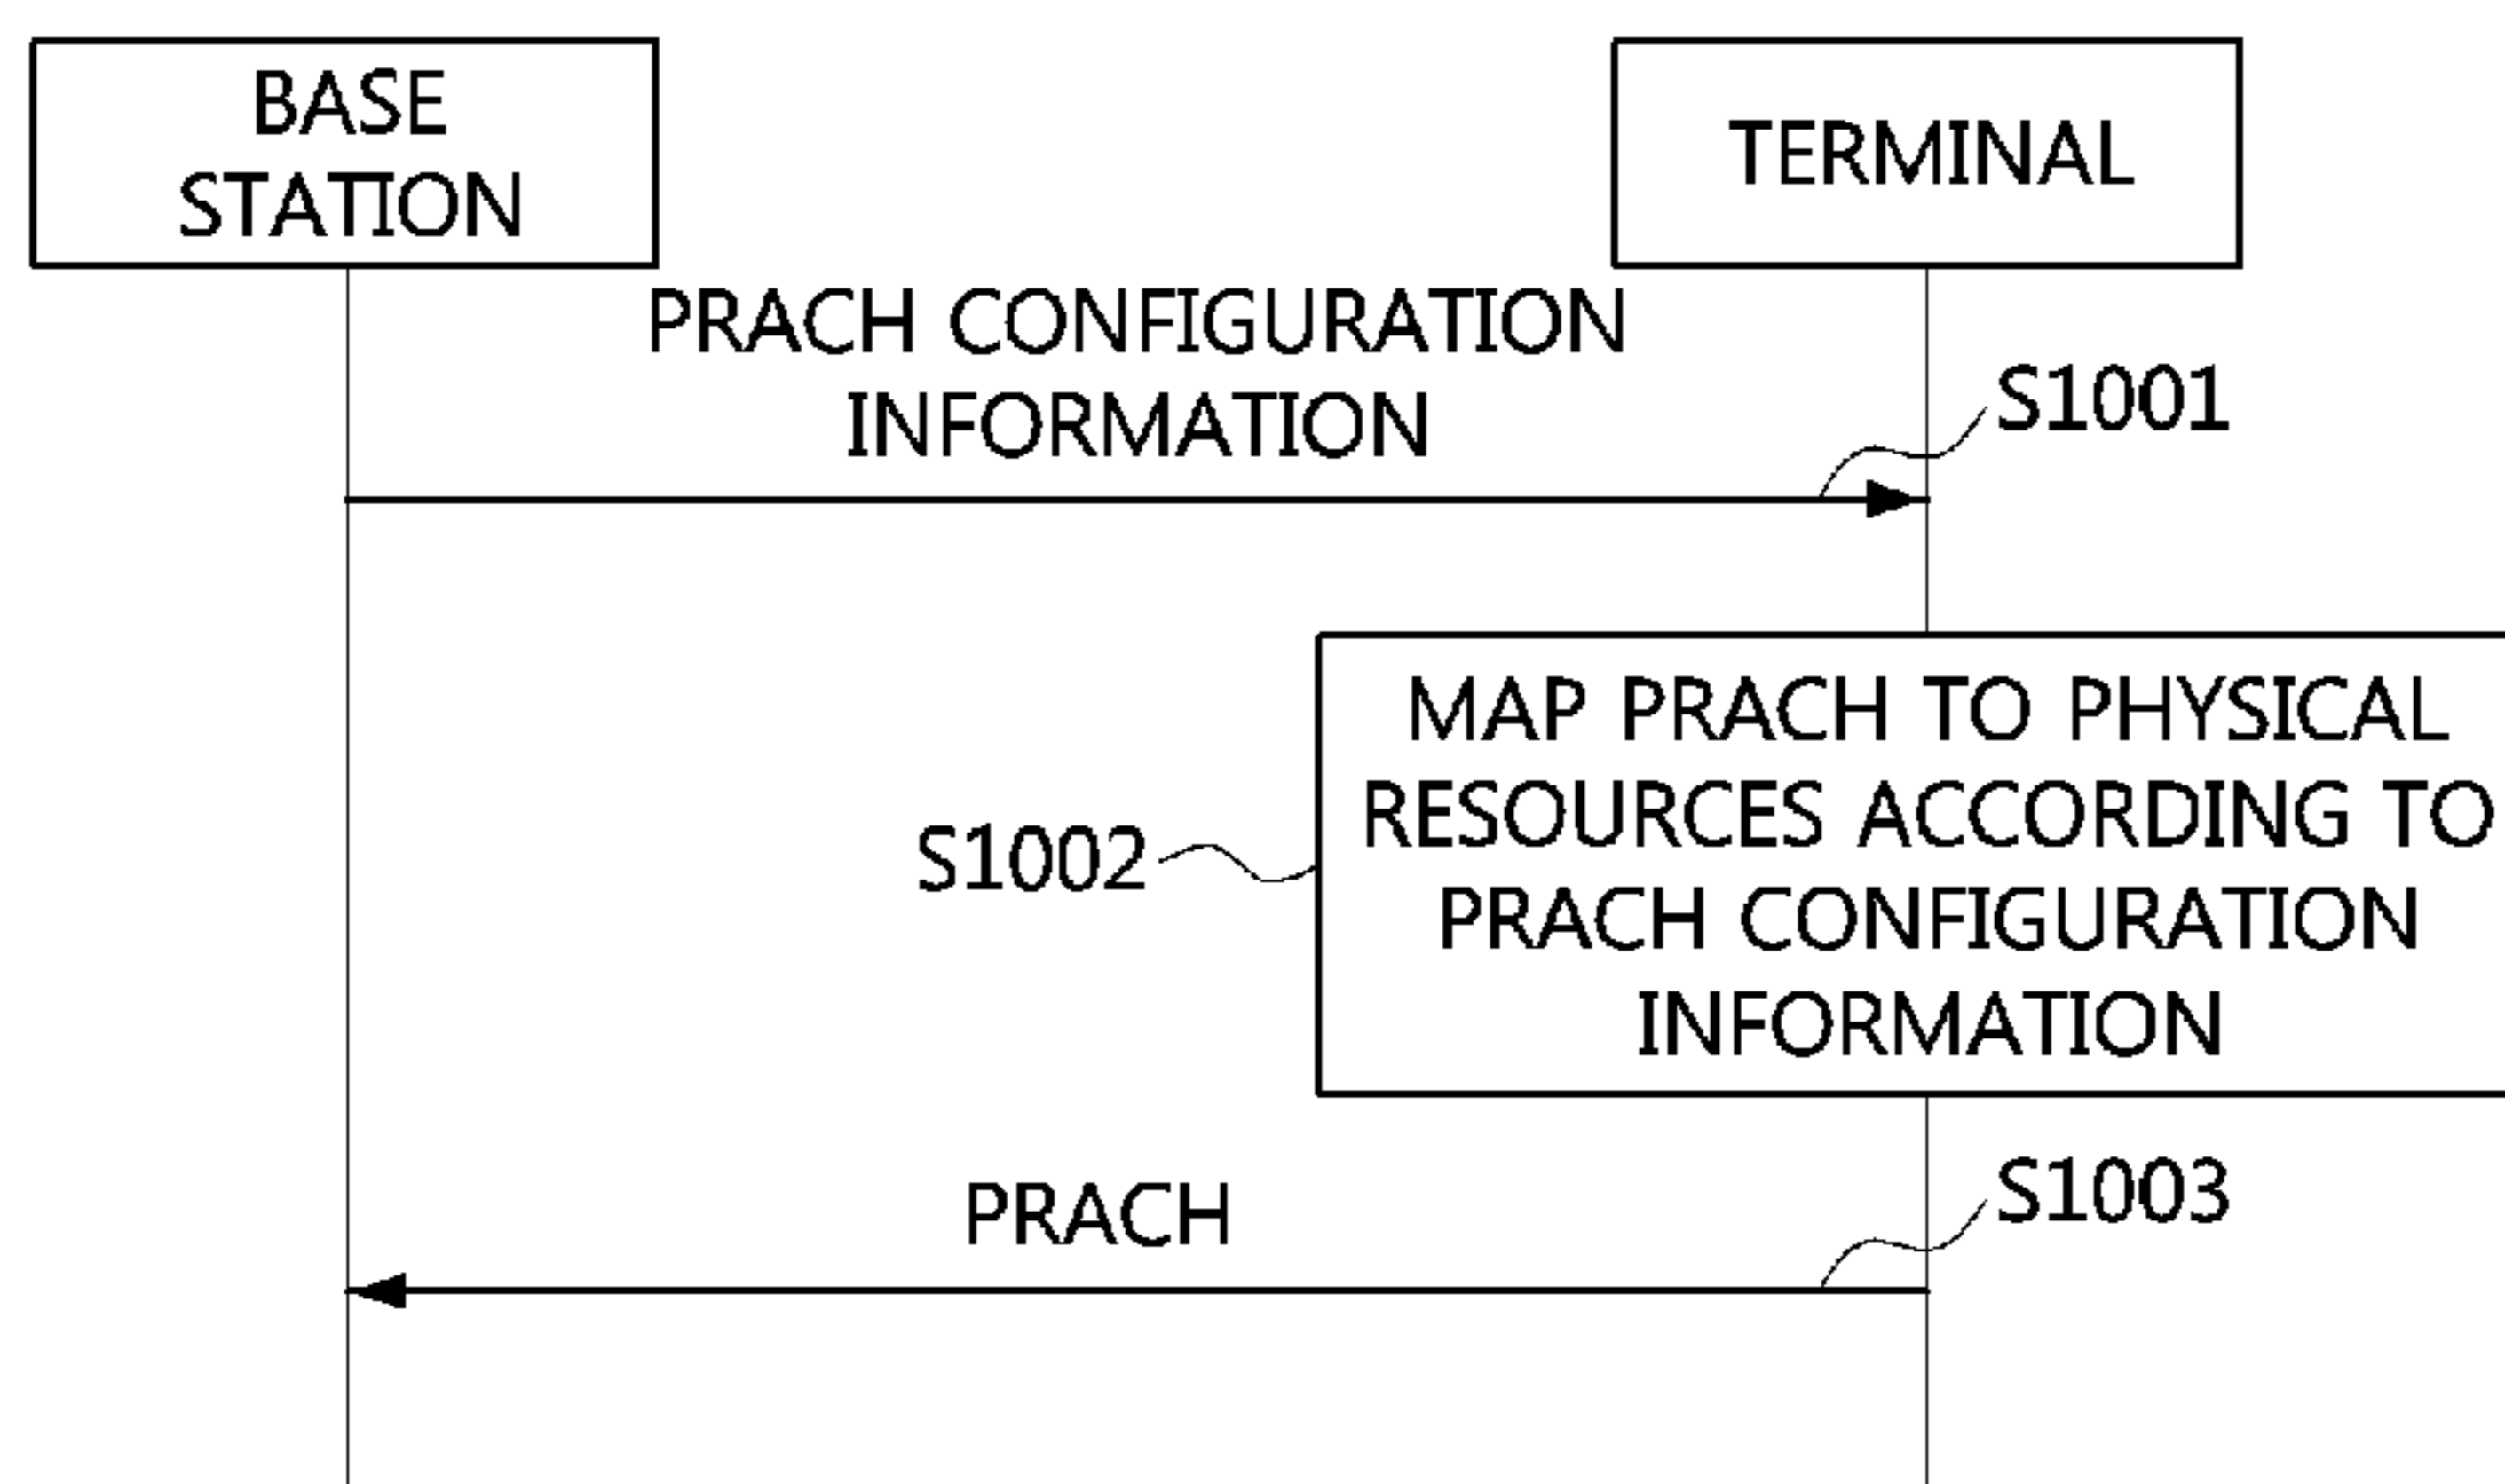 BASE
STATION
TERMINAL
PRACH CONFIGURATION
INFORMATION
S1001
MAP PRACH TO PHYSICAL
RESOURCES ACCORDING TO
PRACH CONFIGURATION
INFORMATION
S1002
PRACH
S1003